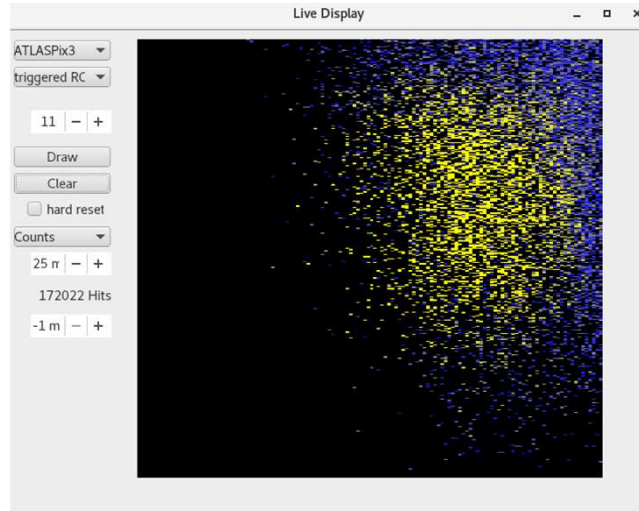 Live Display
ATLASPix3
triggered RC
11 − +
Draw
Clear
hard reset
Counts
25 m − +
172022 Hits
-1 m − +